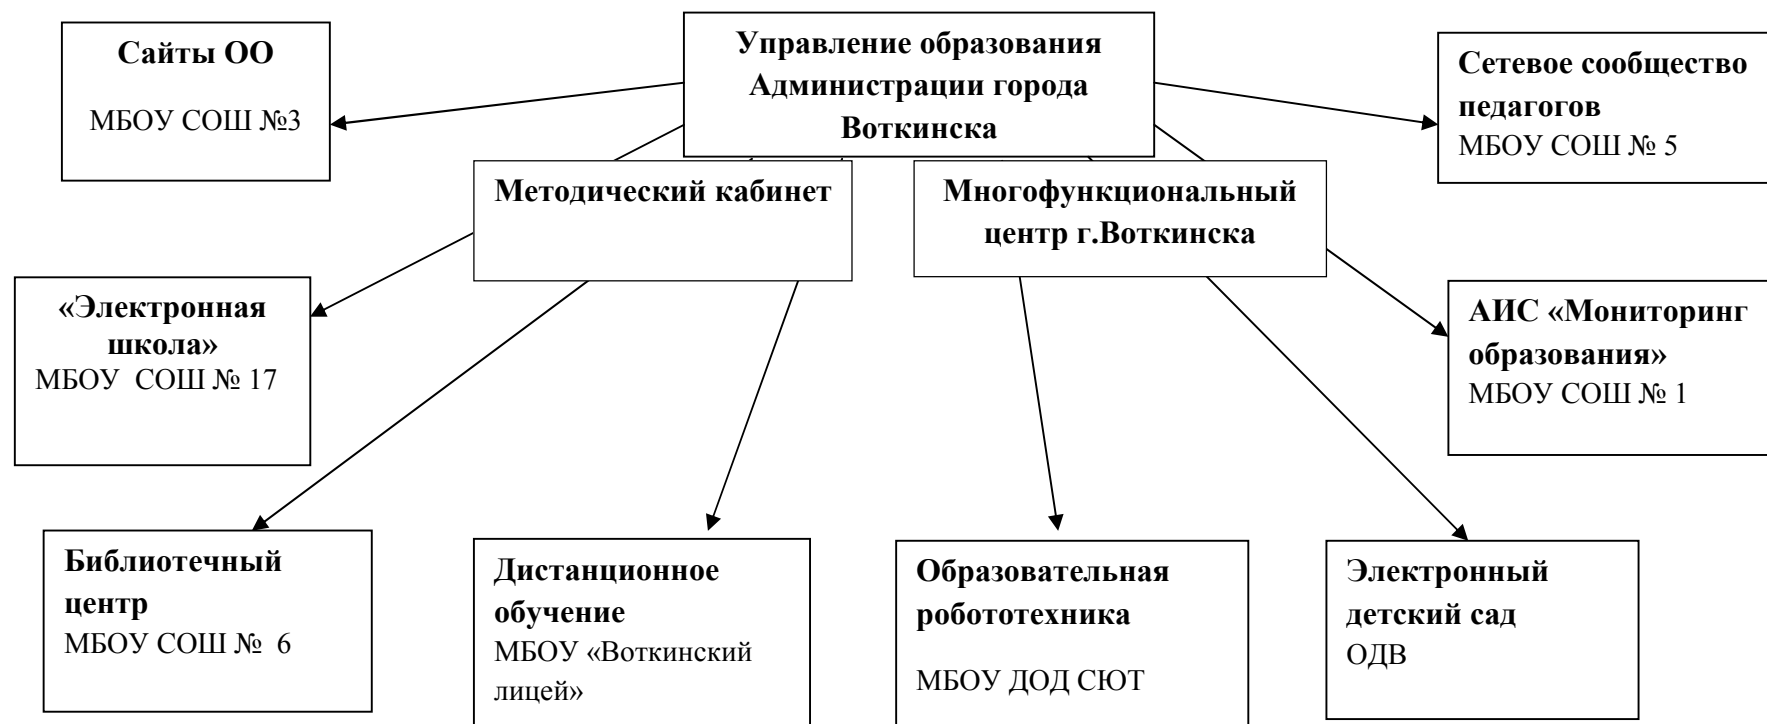 Сайты ОО
МБОУ СОШ №3
Управление образования
Администрации города
Воткинска
Сетевое сообщество
педагогов
МБОУ СОШ № 5
Методический кабинет
Многофункциональный
центр г.Воткинска
«Электронная
школа»
МБОУ СОШ № 17
АИС «Мониторинг
образования»
МБОУ СОШ № 1
Библиотечный
центр
МБОУ СОШ № 6
Дистанционное
обучение
МБОУ «Воткинский
лицей»
Образовательная
робототехника
МБОУ ДОД СЮТ
Электронный
детский сад
ОДВ